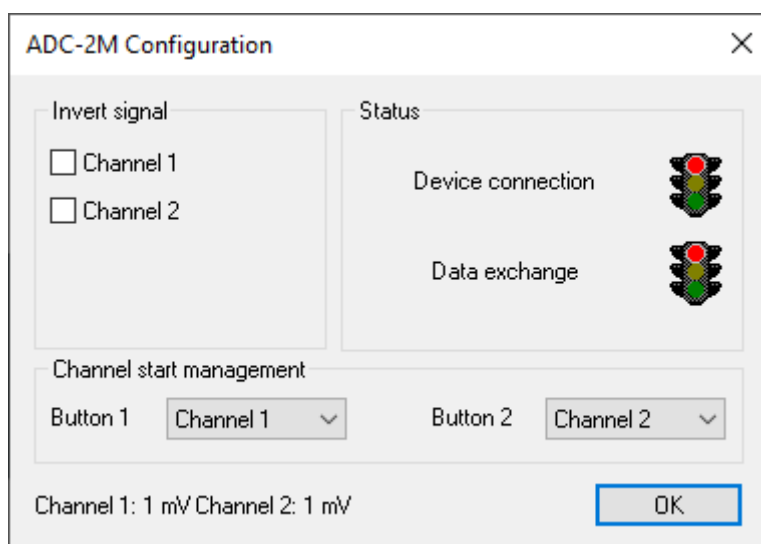 ADC-2M Configuration
Invert signal
Channel 1
Channel 2
Status
Device connection
Data exchange
Channel start management
Button 1 Channel 1 Button 2 Channel 2
Channel 1: 1 mV Channel 2: 1 mV OK